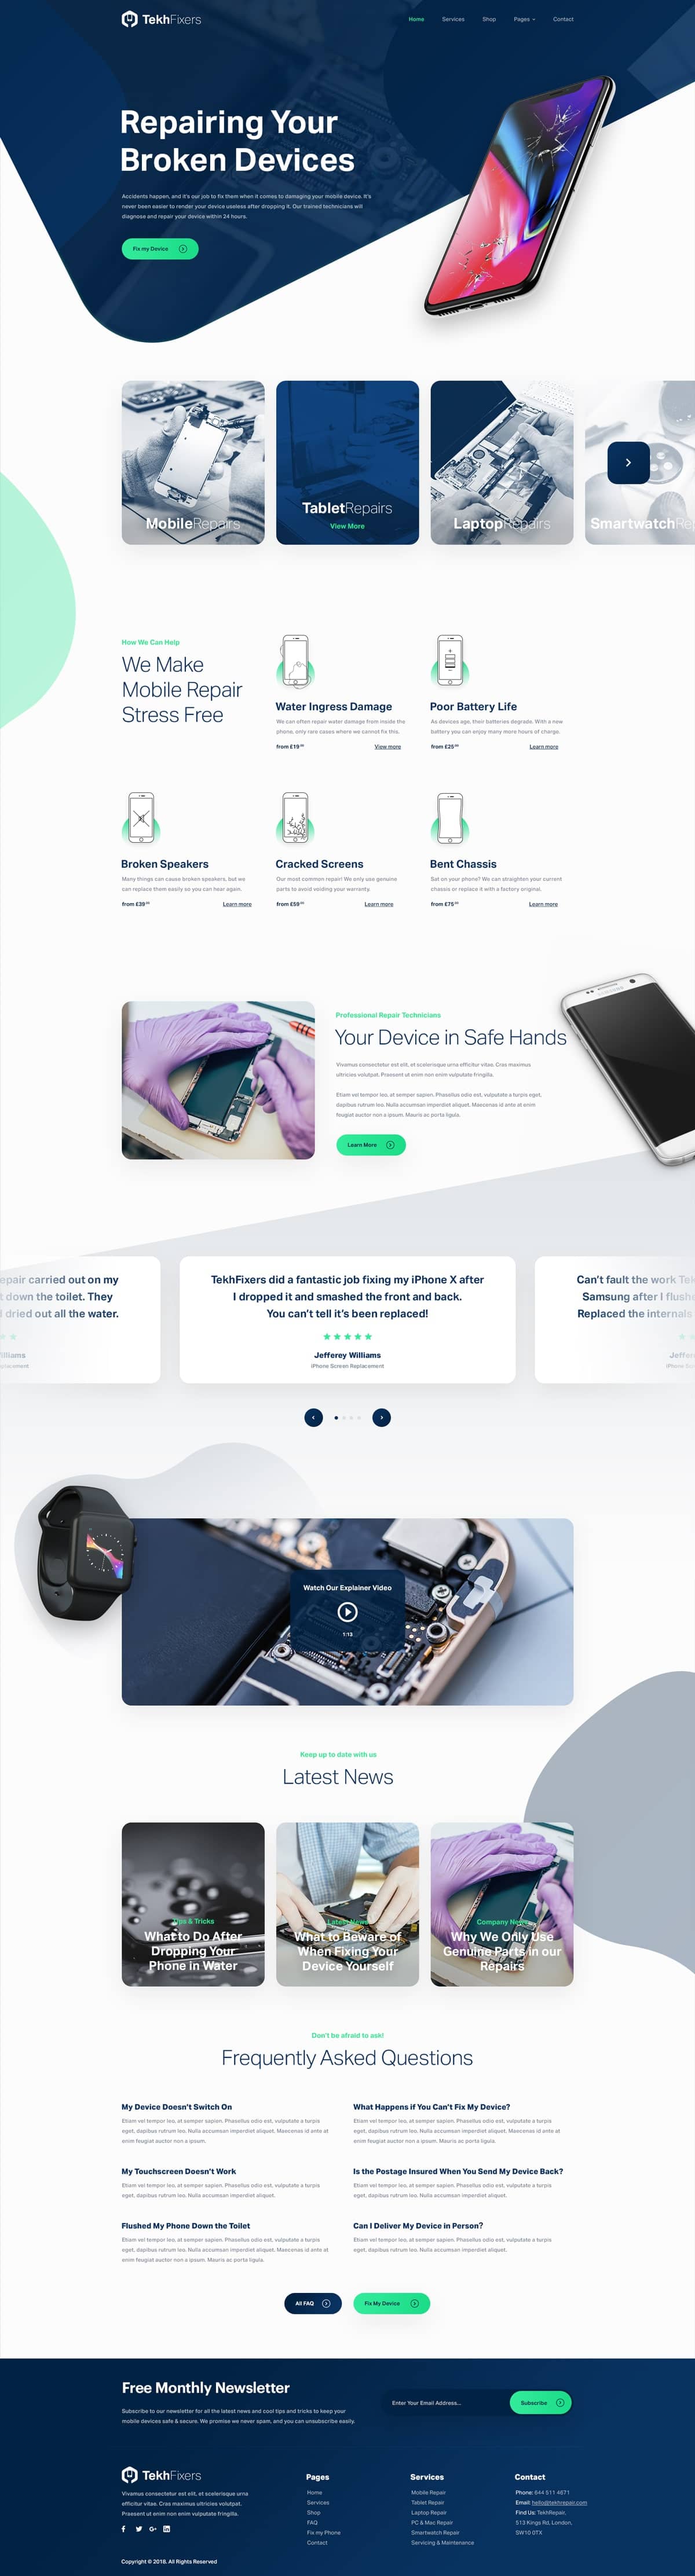 TekhFixers
Home Services Shop Pages Contact
Repairing Your
Broken Devices
Accidents happen, and it's our job to fix them when it comes to damaging your mobile device. It's
never been easier to render your device useless after dropping it. Our trained technicians will
diagnose and repair your device within 24 hours.
Fix my Device
MobileRepairs
TabletRepairs
View More
LaptopRepairs
SmartwatchRe
How We Can Help
We Make
Mobile Repair
Stress Free
Water Ingress Damage
We can often repair water damage from inside the
phone, only rare cases where we cannot fix this.
from £19
View more
Poor Battery Life
As devices age, their batteries degrade. With a new
battery you can enjoy many more hours of charge.
from £25
Learn more
Broken Speakers
Many things can cause broken speakers, but we
can replace them easily so you can hear again.
from £39
Learn more
Cracked Screens
Our most common repair! We only use genuine
parts to avoid voiding your warrenty.
from £59
Learn more
Bent Chassis
Sat on your phone? We can straighten your current
chassis or replace it with a factory original.
from £75
Learn more
Professional Repair Technicians
Your Device in Safe Hands
Vivamus consectetur est elit, at scelerisque urna efficitur vitae. Cras maximus
ultricies volutpat. Praesent ut enim non enim vulputate fringilla.
Etiam vel tempor leo, at semper sapien. Phasellus odio est, vulputate a turpis eget,
dapibus rutrum leo. Nulla accumsan imperdiet aliquet. Maecenas id ante at enim
feugiat auctor non a ipsum. Mauris ac porta ligula.
Learn More
SAMSUNG
epair carried out on my
t down the toilet. They
l dried out all the water.
illiams
placement
TekhFixers did a fantastic job fixing my iPhone X after
I dropped it and smashed the front and back.
You can't tell it's been replaced!
Jefferey Williams
iPhone Screen Replacement
Can't fault the work Tek
Samsung after I flush
Replaced the internals
Jeffer
iPhone Sc
Watch Our Explainer Video
1:13
Keep up to date with us
Latest News
Tips & Tricks
What to Do After
Dropping Your
Phone in Water
Latest News
What to Beware of
When Fixing Your
Device Yourself
Company News
Why We Only Use
Genuine Parts in our
Repairs
Don't be afraid to ask!
Frequently Asked Questions
My Device Doesn't Switch On
Etiam vel tempor leo, at semper sapien. Phasellus odio est, vulputate a turpis
eget, dapibus rutrum leo. Nulla accumsan imperdiet aliquet. Maecenas id ante at
enim feugiat auctor non a ipsum.
What Happens if You Can't Fix My Device?
Etiam vel tempor leo, at semper sapien. Phasellus odio est, vulputate a turpis
eget, dapibus rutrum leo. Nulla accumsan imperdiet aliquet. Maecenas id ante at
enim feugiat auctor non a ipsum. Mauris ac porta ligula.
My Touchscreen Doesn't Work
Etiam vel tempor leo, at semper sapien. Phasellus odio est, vulputate a turpis
eget, dapibus rutrum leo. Nulla accumsan imperdiet aliquet.
Is the Postage Insured When You Send My Device Back?
Etiam vel tempor leo, at semper sapien. Phasellus odio est, vulputate a turpis
eget, dapibus rutrum leo. Nulla accumsan imperdiet aliquet.
Flushed My Phone Down the Toilet
Etiam vel tempor leo, at semper sapien. Phasellus odio est, vulputate a turpis
eget, dapibus rutrum leo. Nulla accumsan imperdiet aliquet. Maecenas id ante at
enim feugiat auctor non a ipsum. Mauris ac porta ligula.
Can I Deliver My Device in Person?
Etiam vel tempor leo, at semper sapien. Phasellus odio est, vulputate a turpis
eget, dapibus rutrum leo. Nulla accumsan imperdiet aliquet.
All FAQ
Fix My Device
Free Monthly Newsletter
Subscribe to our newsletter for all the latest news and cool tips and tricks to keep your
mobile devices safe & secure. We promise we never spam, and you can unsubscribe easily.
Enter Your Email Address...
Subscribe
TekhFixers
Vivamus consectetur est elit, at scelerisque urna
efficitur vitae. Cras maximus ultricies volutpat.
Praesent ut enim non enim vulputate fringilla.
Pages
Home
Services
Shop
FAQ
Fix my Phone
Contact
Services
Mobile Repair
Tablet Repair
Laptop Repair
PC & Mac Repair
Smartwatch Repair
Servicing & Maintenance
Contact
Phone: 644 511 4671
Email: hello@tekhrepair.com
Find Us: TekhRepair,
513 Kings Rd, London,
SW10 0TX
Copyright © 2018. All Rights Reserved